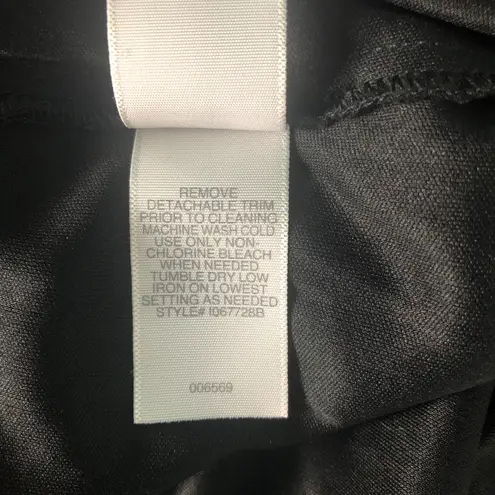 REMOVE
DETACHABLE TRIM
PRIOR TO CLEANING
MACHINE WASH COLD
USE ONLY NON-
CHLORINE BLEACH
WHEN NEEDED
TUMBLE DRY LOW
IRON ON LOWEST
SETTING AS NEEDED
STYLE# I067728B
006569